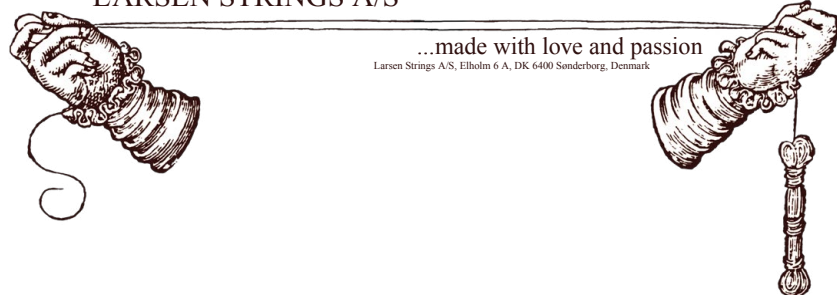 LARSEN STRINGS A/S
...made with love and passion
Larsen Strings A/S, Elholm 6 A, DK 6400 Sønderborg, Denmark